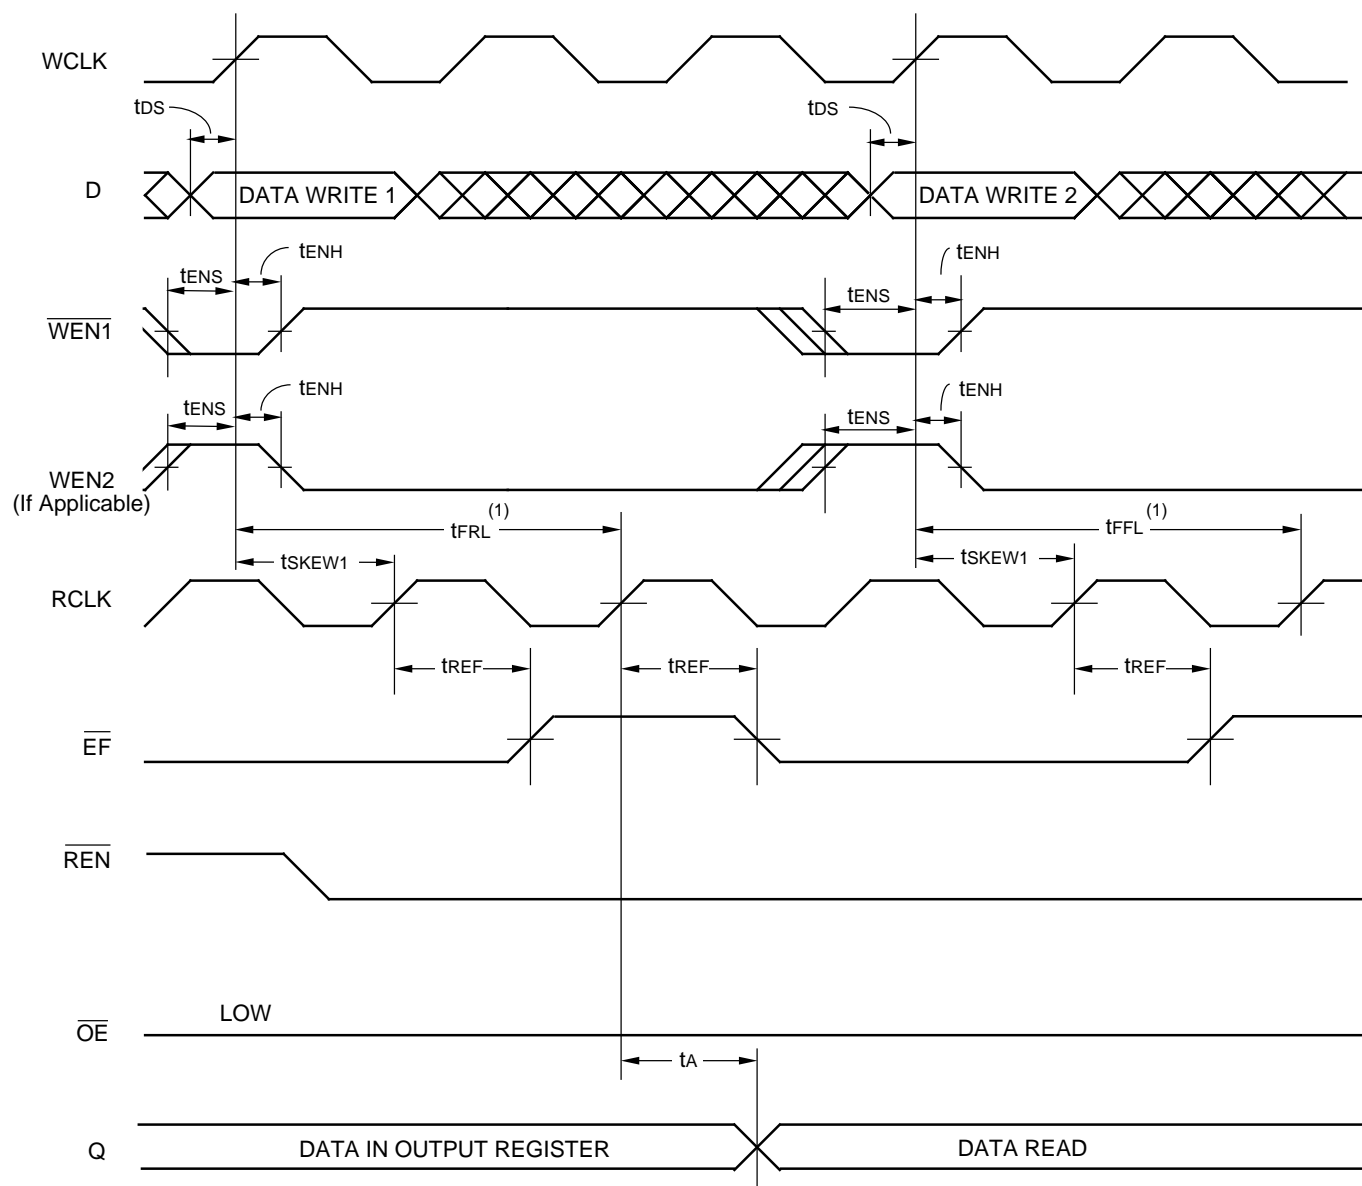 WCLK
tDS
tDS
D
DATA WRITE 1
DATA WRITE 2
tENH
tENH
tENS
tENS
WEN1
tENH
tENH
tENS
tENS
WEN2
(If Applicable)
(1)
(1)
tFRL
tFFL
tSKEW1
tSKEW1
RCLK
tREF
tREF
tREF
EF
REN
LOW
OE
tA
Q
DATA IN OUTPUT REGISTER
DATA READ